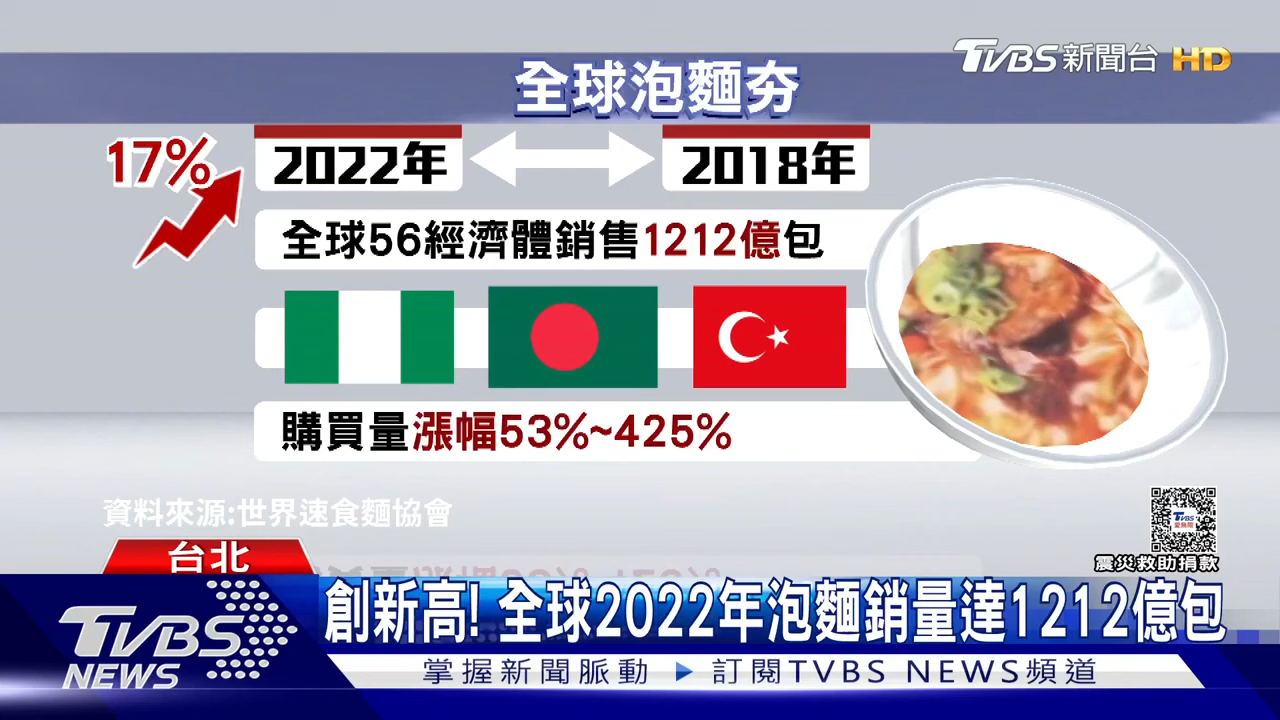 TVBS新聞台 HD
全球泡麵夯
17%
2022年
2018年
全球56經濟體銷售1212億包
購買量漲幅53%~425%
資料來源:世界速食麵協會
TVBS
愛無限
震災救助捐款
台北
創新高! 全球2022年泡麵銷量達1212億包
TVBS
NEWS
掌握新聞脈動 ▶ 訂閱TVBS NEWS頻道